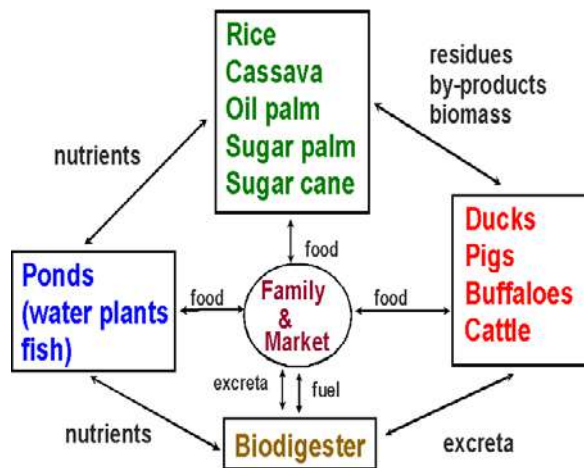 Rice
Cassava
Oil palm
Sugar palm
Sugar cane
residues
by-products
biomass
nutrients
food
Ponds
(water plants
fish)
food
Family
&
Market
food
Ducks
Pigs
Buffaloes
Cattle
excreta
fuel
nutrients
Biodigester
excreta